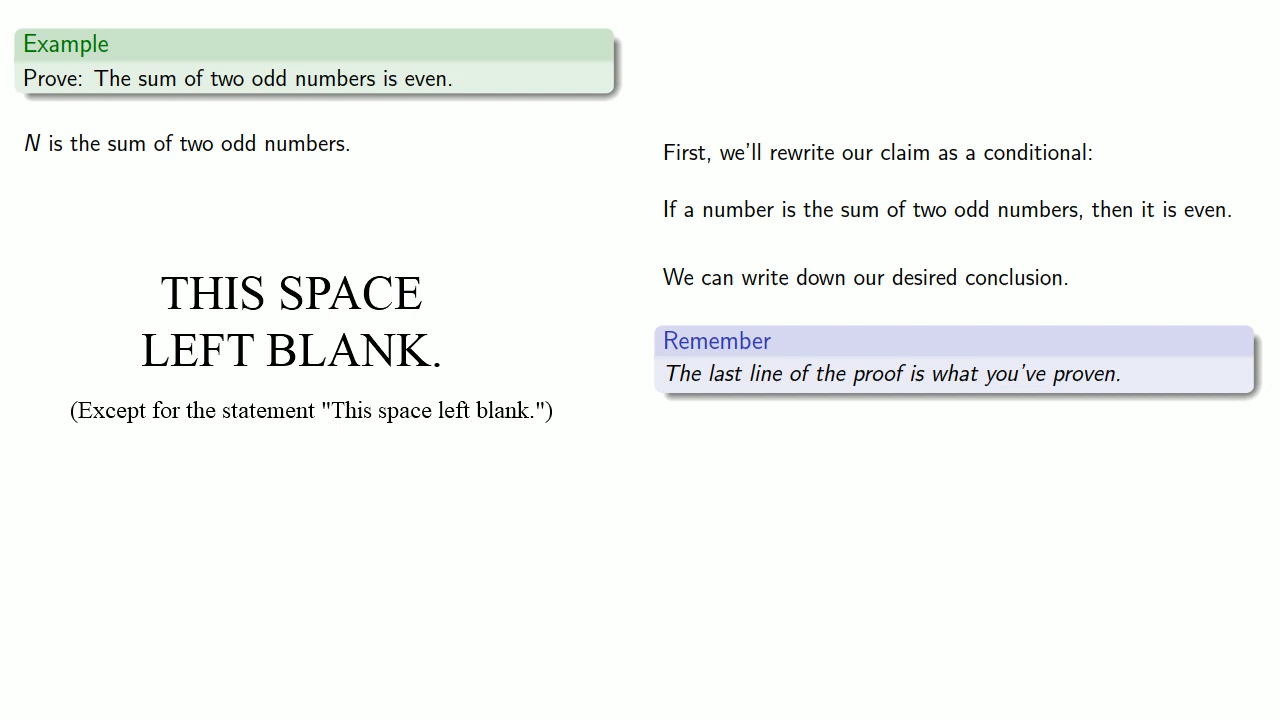 Example
Prove: The sum of two odd numbers is even.
N is the sum of two odd numbers.
THIS SPACE
LEFT BLANK.
(Except for the statement "This space left blank.")
First, we'll rewrite our claim as a conditional:
If a number is the sum of two odd numbers, then it is even.
We can write down our desired conclusion.
Remember
The last line of the proof is what you've proven.